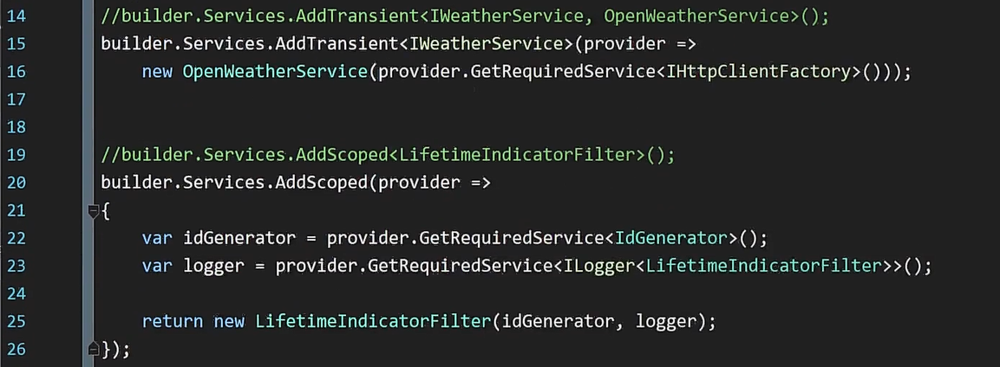 14 //builder.Services.AddTransient<IWeatherService, OpenWeatherService>();
15 builder.Services.AddTransient<IWeatherService>(provider =>
16     new OpenWeatherService(provider.GetRequiredService<IHttpClientFactory>()));
17
18
19 //builder.Services.AddScoped<LifetimeIndicatorFilter>();
20 builder.Services.AddScoped(provider =>
21 {
22     var idGenerator = provider.GetRequiredService<IdGenerator>();
23     var logger = provider.GetRequiredService<ILogger<LifetimeIndicatorFilter>>();
24
25     return new LifetimeIndicatorFilter(idGenerator, logger);
26 });